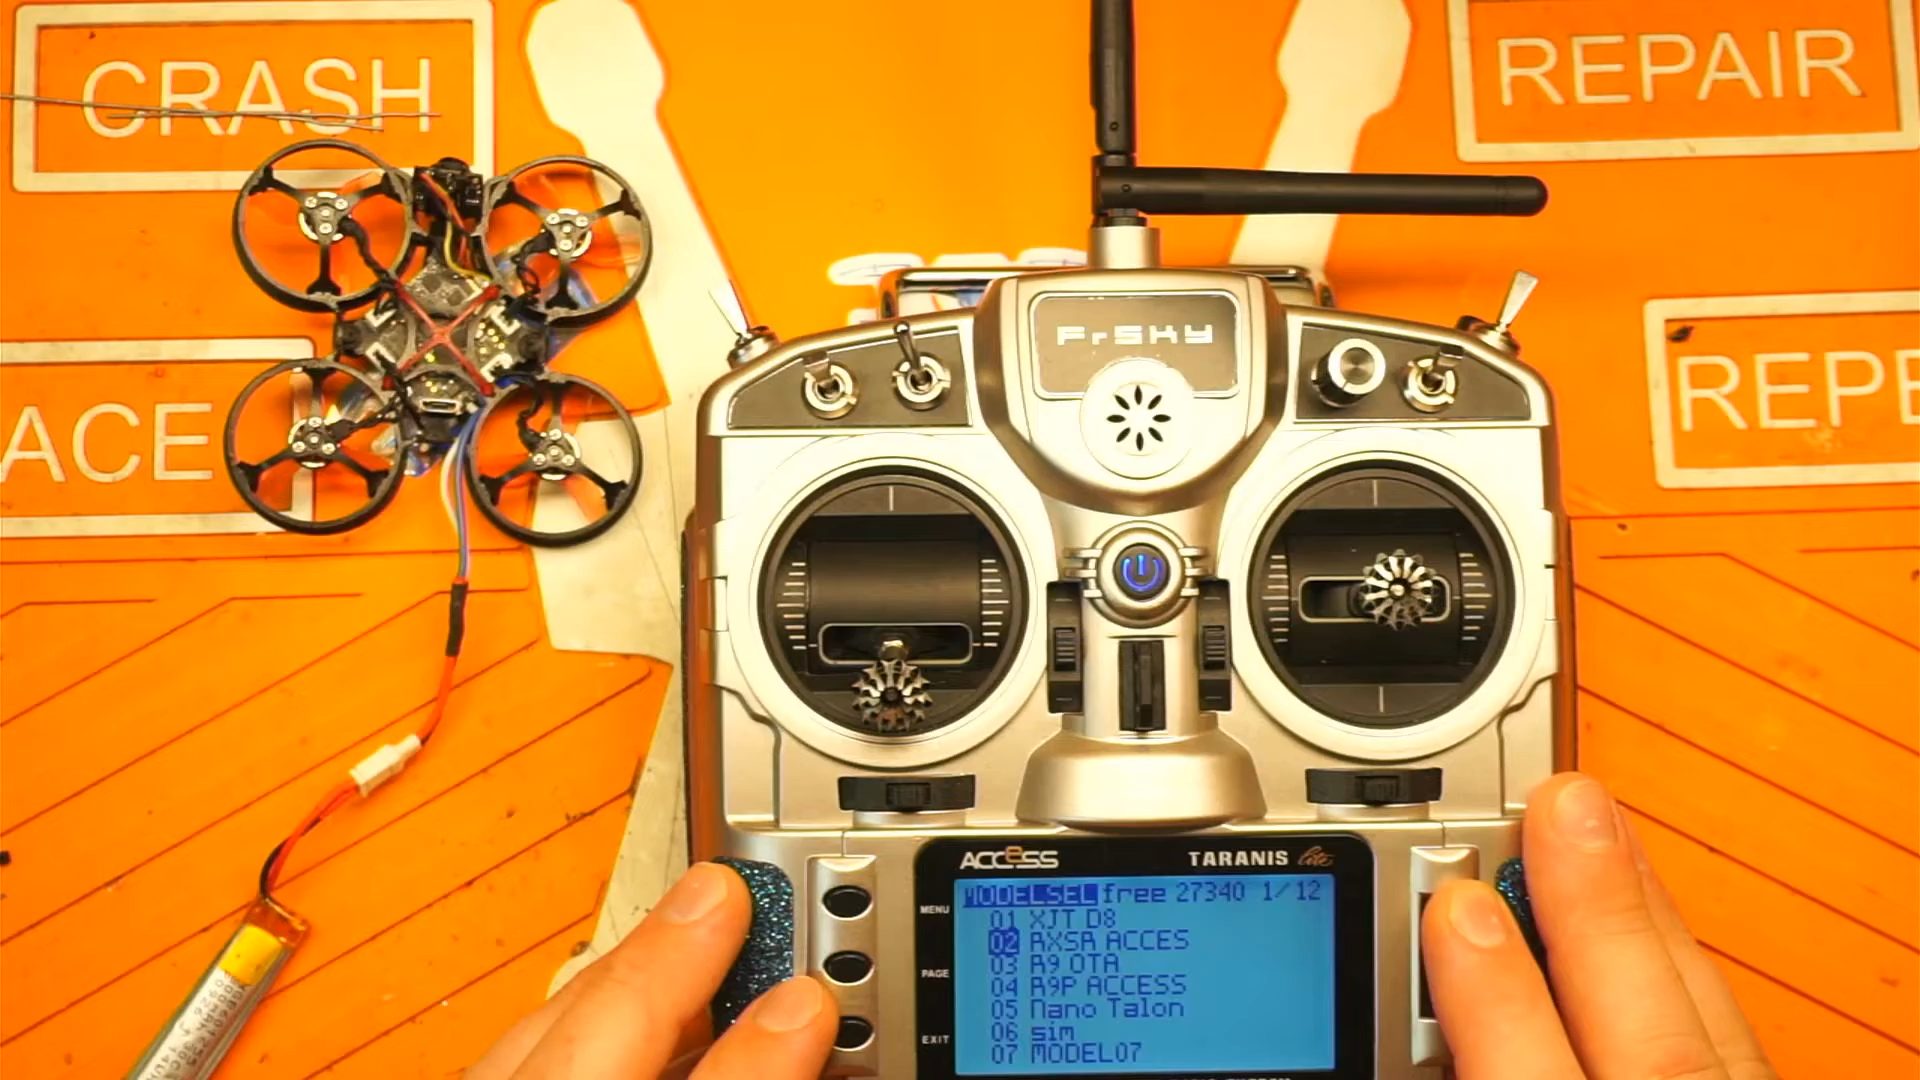 CRASH
REPAIR
FrSKY
ACE
REPE
ACCESS
TARANIS lite
MENU
PAGE
EXIT
MODELSEL free 27340 1/12
01 XJT D8
02 RXSR ACCES
03 R9 OTA
04 R9P ACCESS
05 Nano Talon
06 sim
07 MODEL07